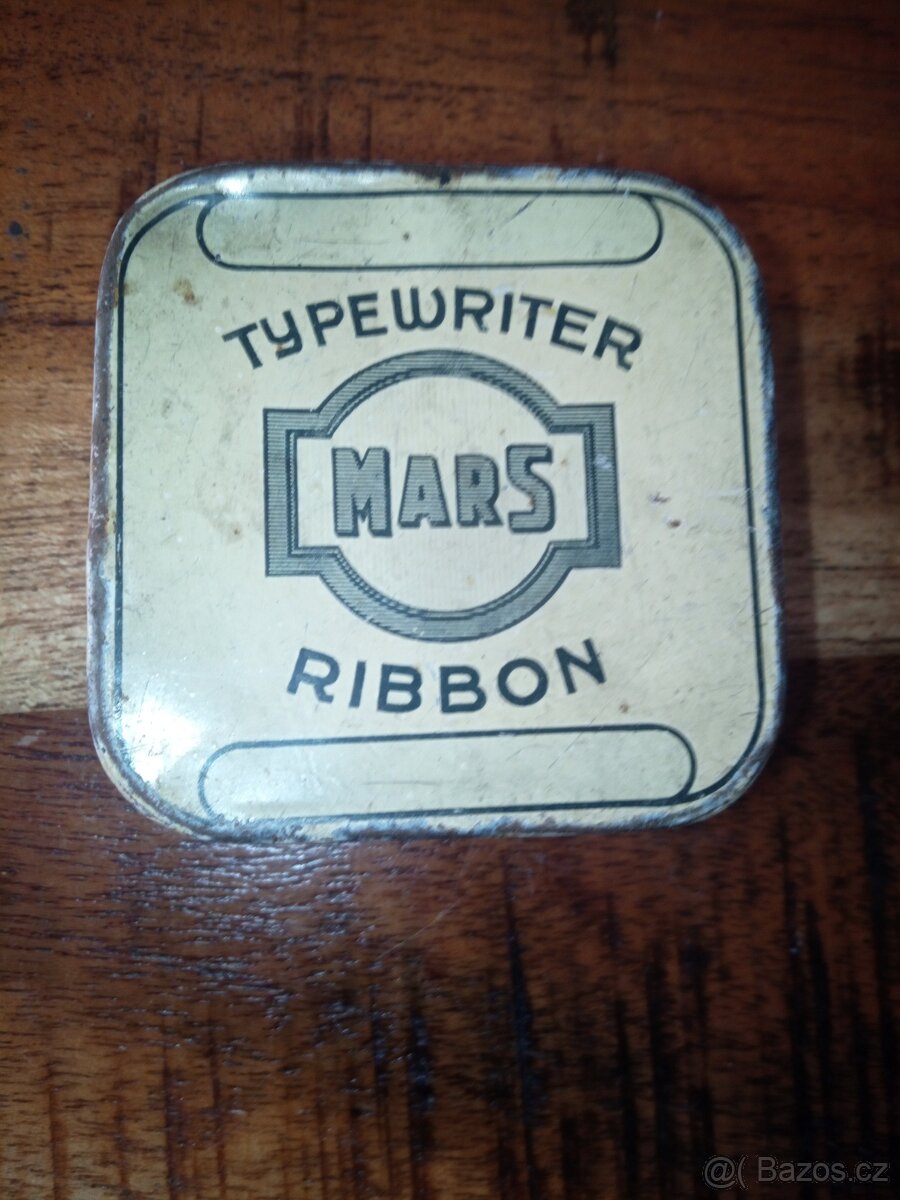 TYPEWRITER
MARS
RIBBON
@( Bazos.cz